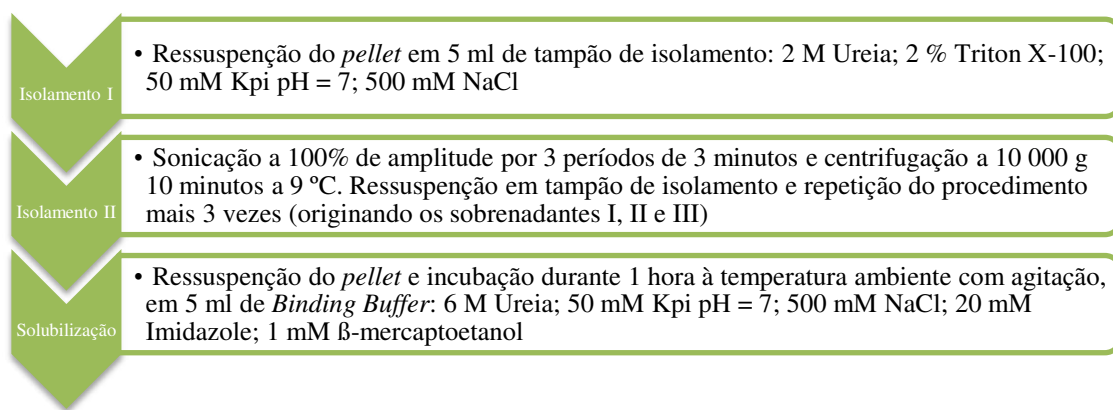 Isolamento I
• Ressuspenção do pellet em 5 ml de tampão de isolamento: 2 M Ureia; 2 % Triton X-100;
50 mM Kpi pH = 7; 500 mM NaCl
Isolamento II
• Sonicação a 100% de amplitude por 3 períodos de 3 minutos e centrifugação a 10 000 g
10 minutos a 9 ºC. Ressuspenção em tampão de isolamento e repetição do procedimento
mais 3 vezes (originando os sobrenadantes I, II e III)
Solubilização
• Ressuspenção do pellet e incubação durante 1 hora à temperatura ambiente com agitação,
em 5 ml de Binding Buffer: 6 M Ureia; 50 mM Kpi pH = 7; 500 mM NaCl; 20 mM
Imidazole; 1 mM ß-mercaptoetanol